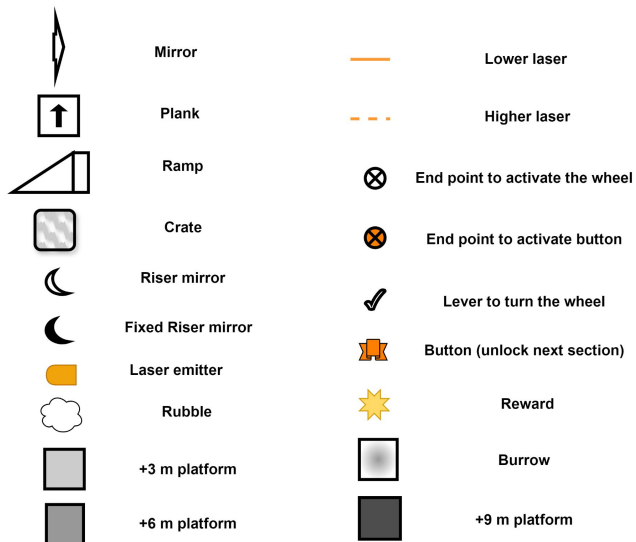 Mirror
Plank
Ramp
Crate
Riser mirror
Fixed Riser mirror
Laser emitter
Rubble
+3 m platform
+6 m platform
Lower laser
Higher laser
End point to activate the wheel
End point to activate button
Lever to turn the wheel
Button (unlock next section)
Reward
Burrow
+9 m platform